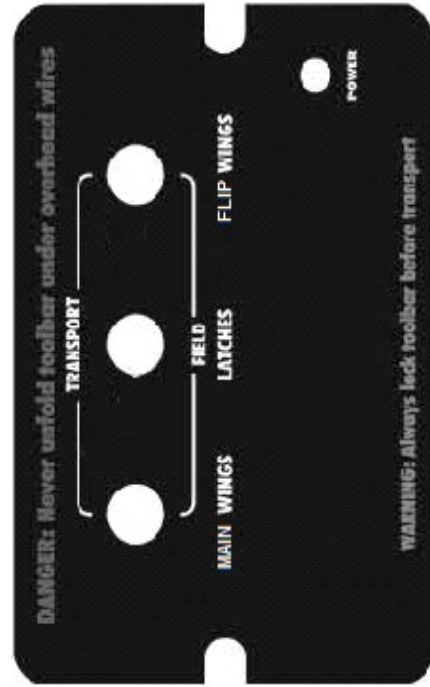 DANGER: Never unfold toolbar under overhead wires
TRANSPORT
FIELD
MAIN WINGS
LATCHES
FLIP WINGS
POWER
WARNING: Always lock toolbar before transport